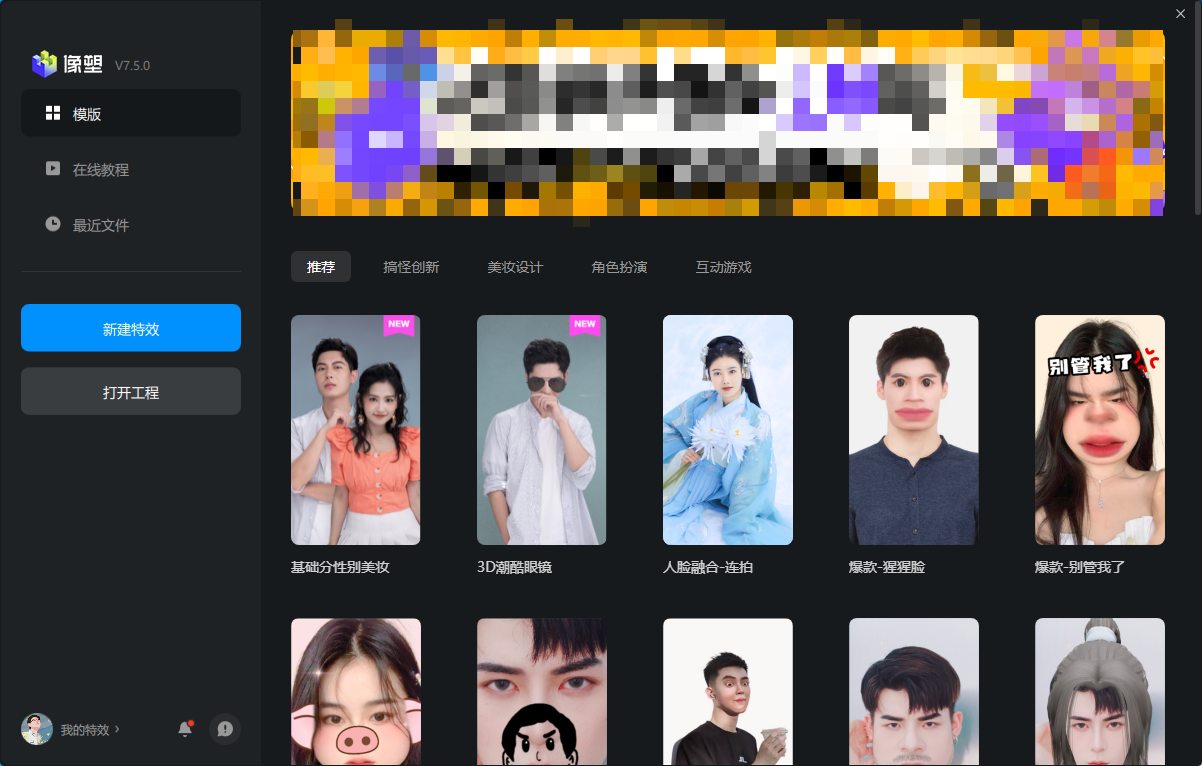 像塑 V7.5.0
模版
在线教程
最近文件
新建特效
打开工程
我的特效 ›
推荐 搞怪创新 美妆设计 角色扮演 互动游戏
NEW
NEW
别管我了
基础分性别美妆 3D潮酷眼镜 人脸融合-连拍 爆款-猩猩脸 爆款-别管我了